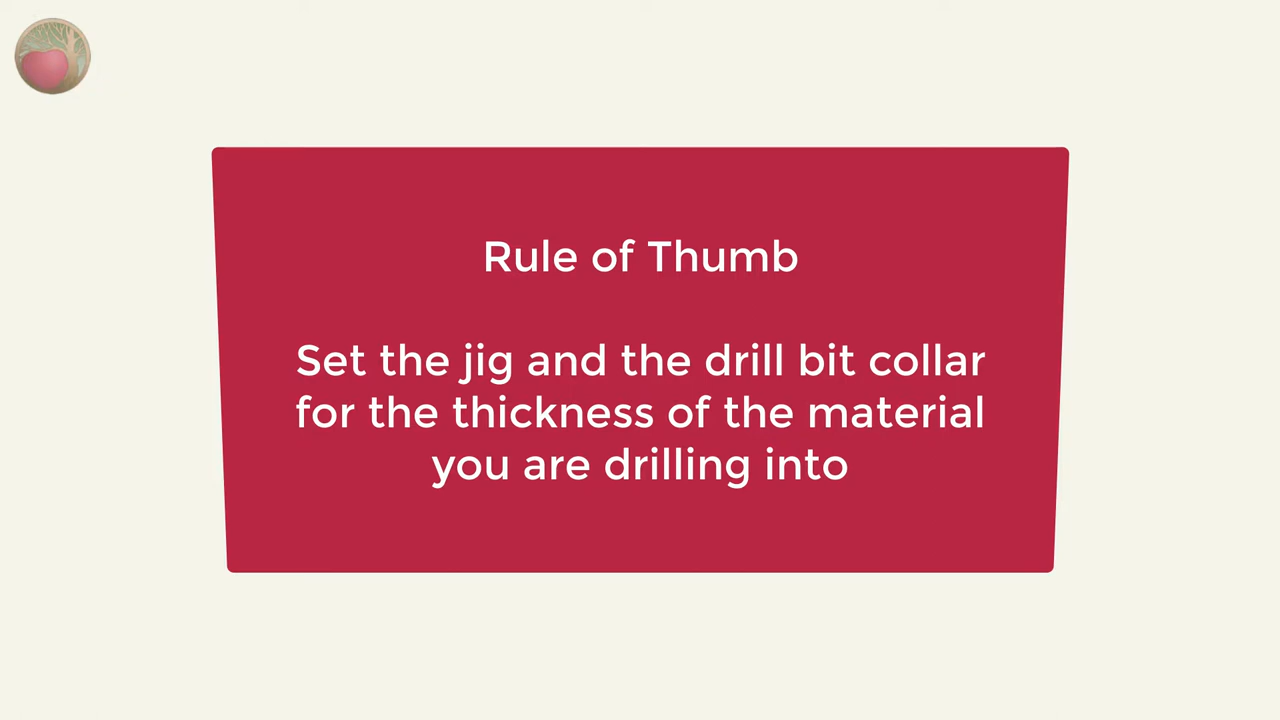 Rule of Thumb
Set the jig and the drill bit collar
for the thickness of the material
you are drilling into